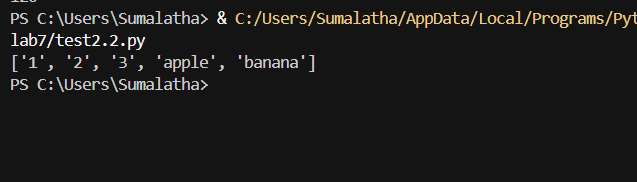 PS C:\Users\Sumalatha> & C:/Users/Sumalatha/AppData/Local/Programs/Pyt
lab7/test2.2.py
['1', '2', '3', 'apple', 'banana']
PS C:\Users\Sumalatha>